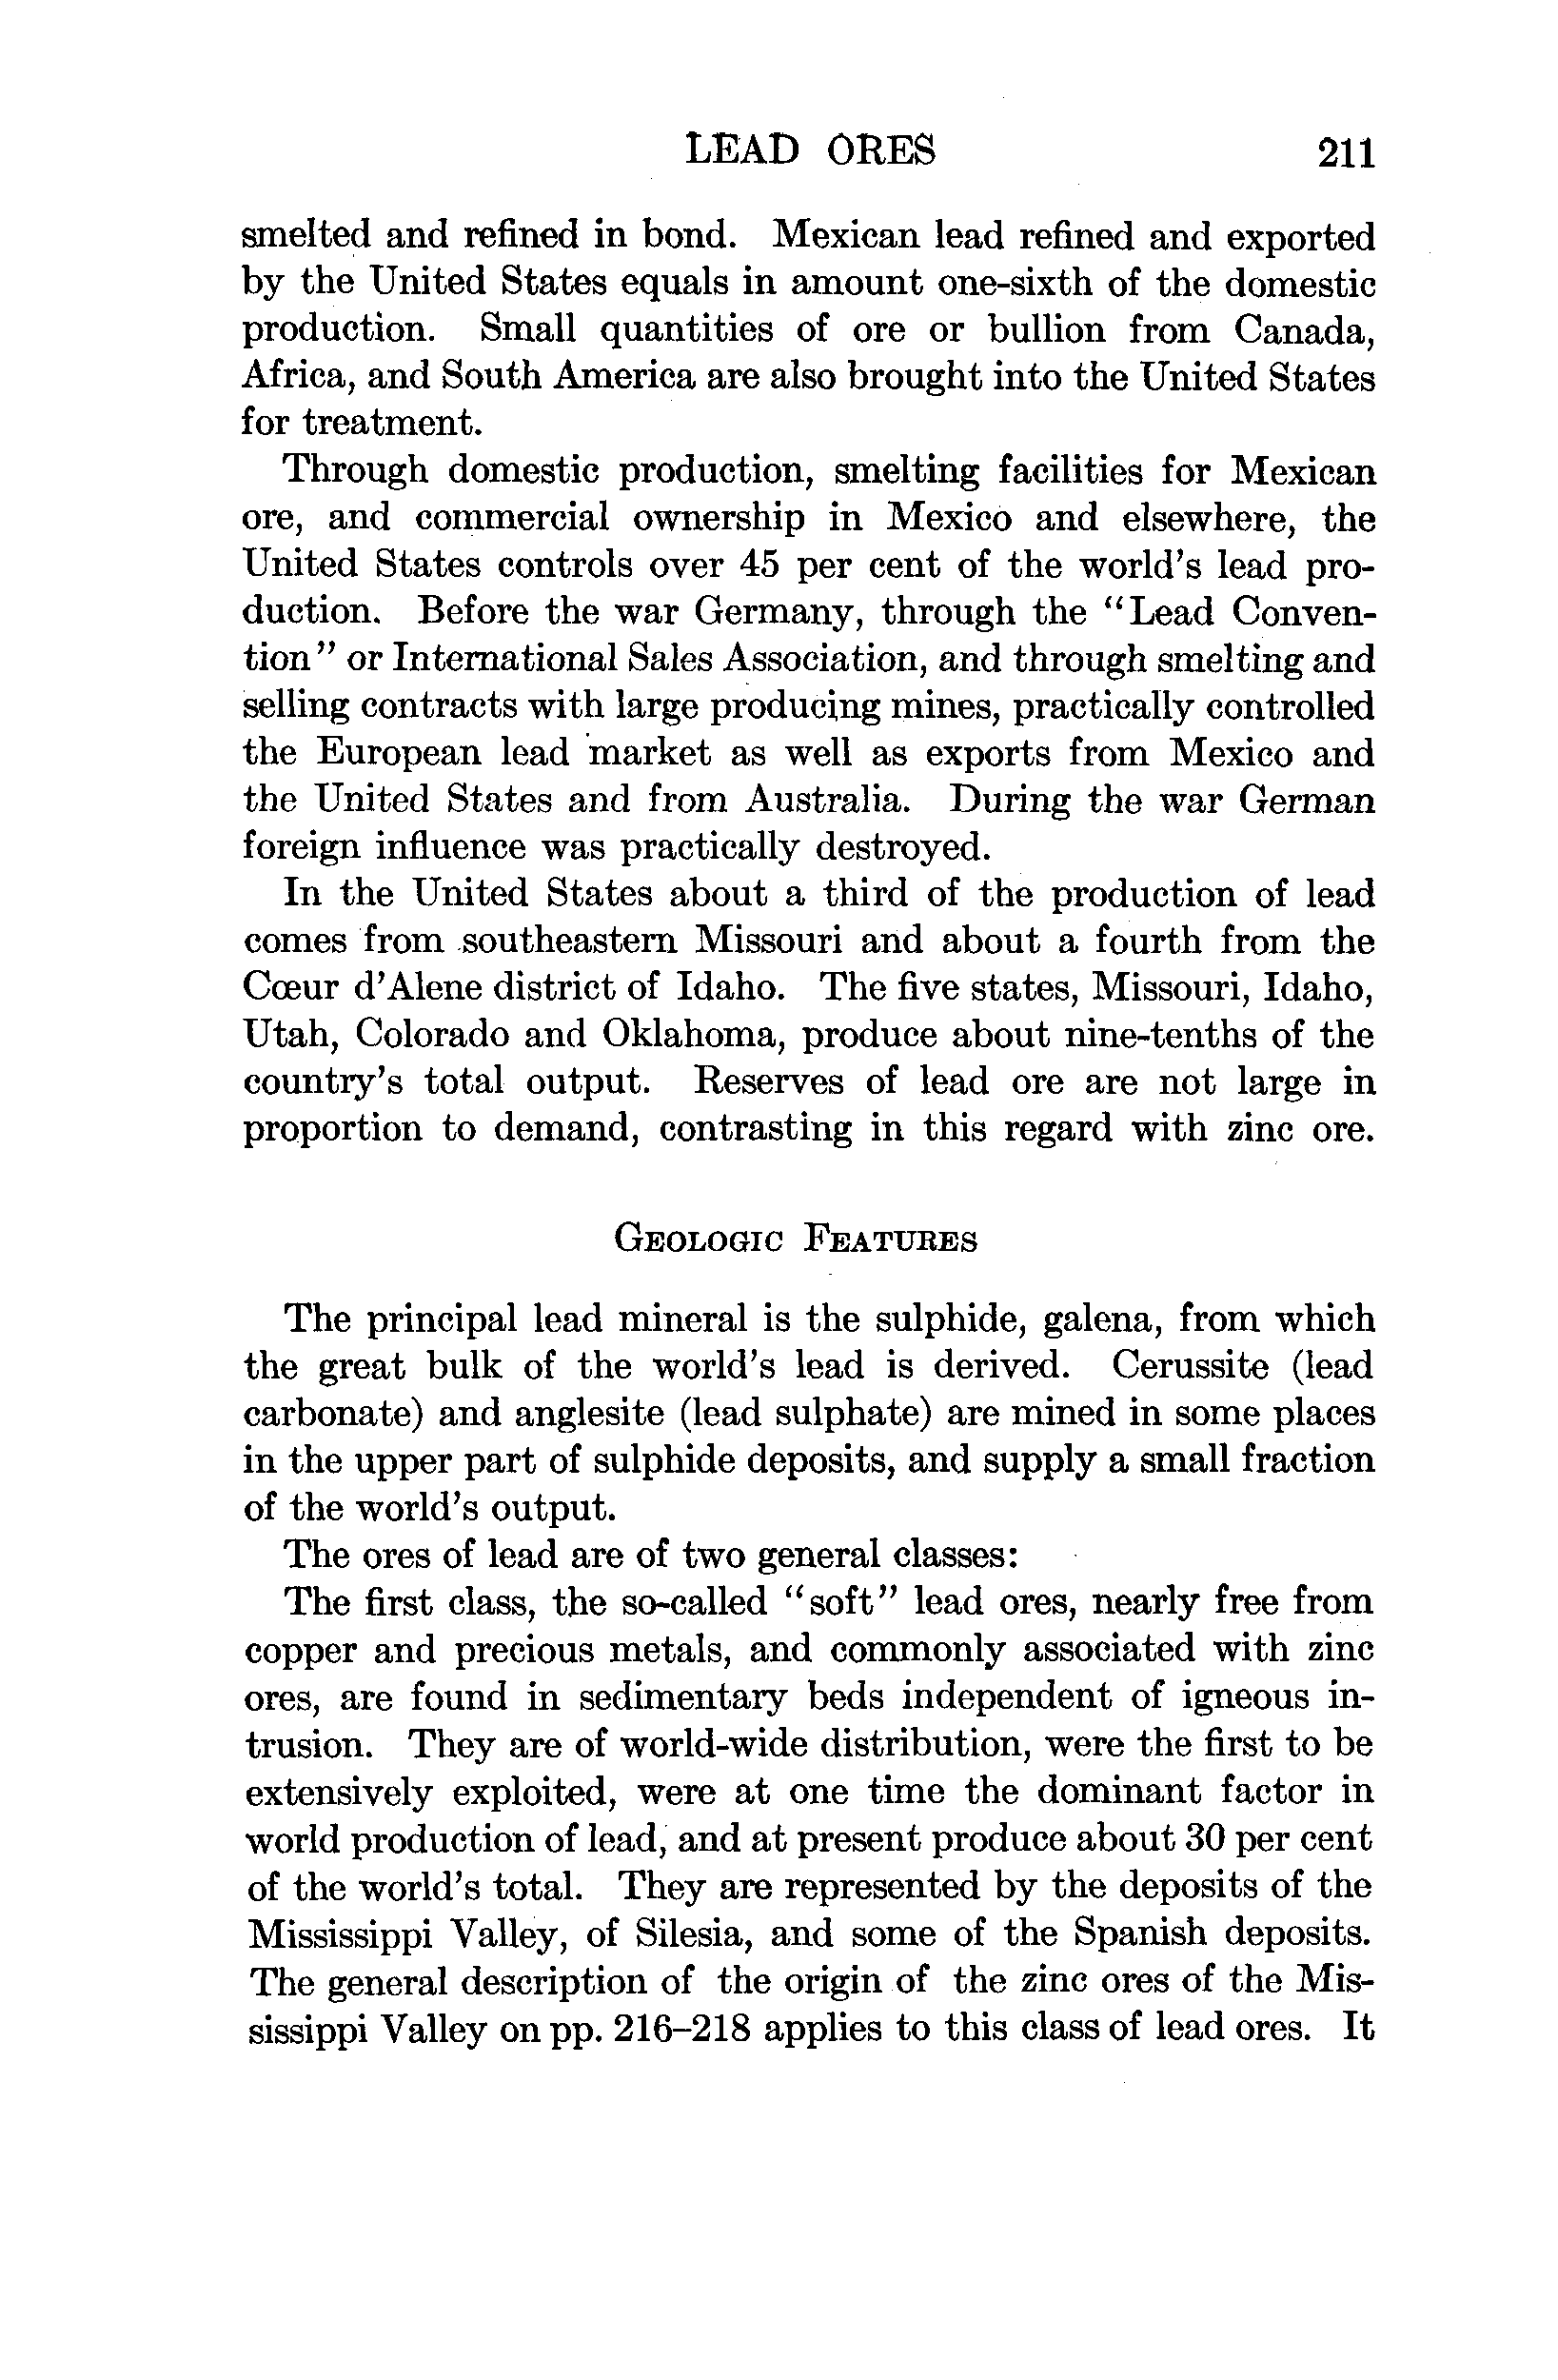 LEAD ORES 211
smelted and refined in bond. Mexican lead refined and exported
by the United States equals in amount one-sixth of the domestic
production. Small quantities of ore or bullion from Canada,
Africa, and South America are also brought into the United States
for treatment.
Through domestic production, smelting facilities for Mexican
ore, and commercial ownership in Mexico and elsewhere, the
United States controls over 45 per cent of the world's lead pro-
duction. Before the war Germany, through the "Lead Conven-
tion" or International Sales Association, and through smelting and
selling contracts with large producing mines, practically controlled
the European lead market as well as exports from Mexico and
the United States and from Australia. During the war German
foreign influence was practically destroyed.
In the United States about a third of the production of lead
comes from southeastern Missouri and about a fourth from the
Cœur d'Alene district of Idaho. The five states, Missouri, Idaho,
Utah, Colorado and Oklahoma, produce about nine-tenths of the
country's total output. Reserves of lead ore are not large in
proportion to demand, contrasting in this regard with zinc ore.
GEOLOGIC FEATURES
The principal lead mineral is the sulphide, galena, from which
the great bulk of the world's lead is derived. Cerussite (lead
carbonate) and anglesite (lead sulphate) are mined in some places
in the upper part of sulphide deposits, and supply a small fraction
of the world's output.
The ores of lead are of two general classes:
The first class, the so-called "soft" lead ores, nearly free from
copper and precious metals, and commonly associated with zinc
ores, are found in sedimentary beds independent of igneous in-
trusion. They are of world-wide distribution, were the first to be
extensively exploited, were at one time the dominant factor in
world production of lead, and at present produce about 30 per cent
of the world's total. They are represented by the deposits of the
Mississippi Valley, of Silesia, and some of the Spanish deposits.
The general description of the origin of the zinc ores of the Mis-
sissippi Valley on pp. 216–218 applies to this class of lead ores. It